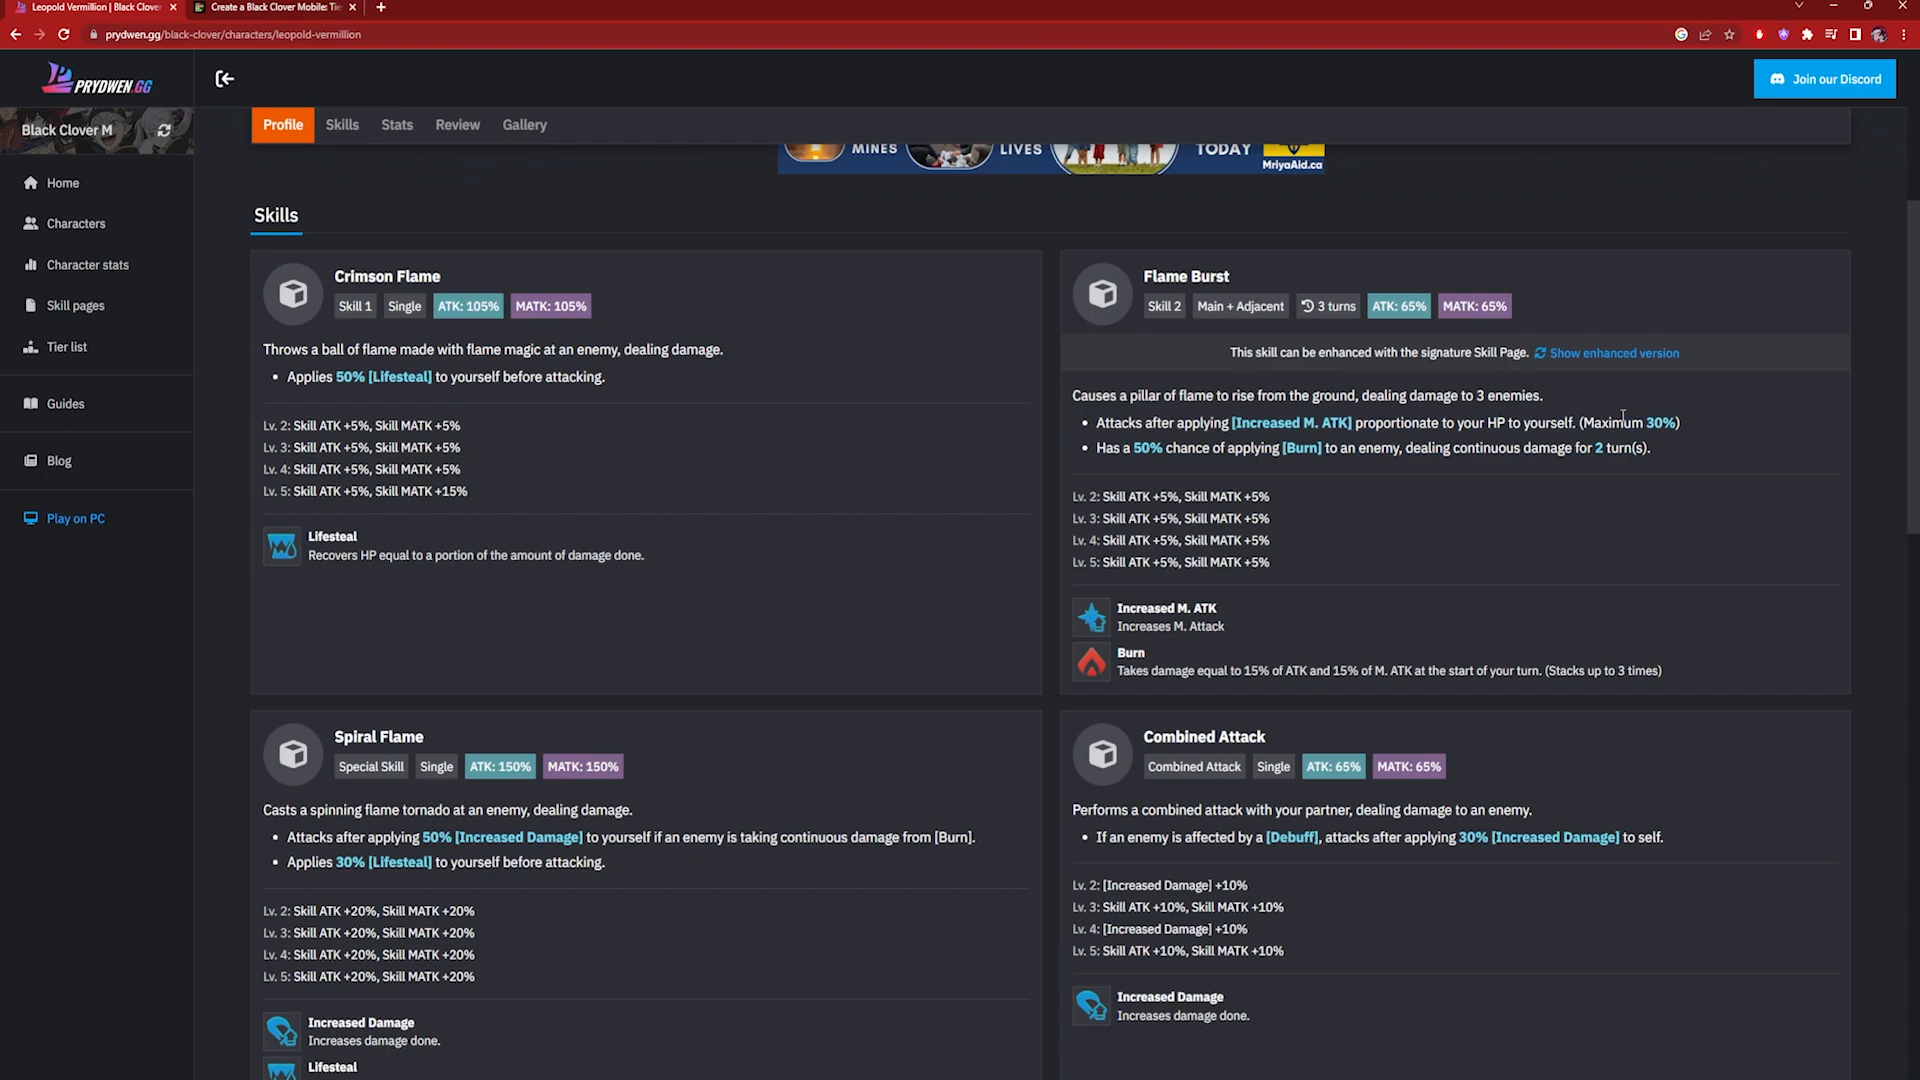 Leopold Vermillion | Black Clover
Create a Black Clover Mobile: Tie
prydwen.gg/black-clover/characters/leopold-vermillion
PRYDWEN.GG
Join our Discord
Black Clover M
Home
Characters
Character stats
Skill pages
Tier list
Guides
Blog
Play on PC
Profile
Skills
Stats
Review
Gallery
MINES
LIVES
TODAY
MriyaAid.ca
Skills
Crimson Flame
Skill 1
Single
ATK: 105%
MATK: 105%
Throws a ball of flame made with flame magic at an enemy, dealing damage.
• Applies 50% [Lifesteal] to yourself before attacking.
Lv. 2: Skill ATK +5%, Skill MATK +5%
Lv. 3: Skill ATK +5%, Skill MATK +5%
Lv. 4: Skill ATK +5%, Skill MATK +5%
Lv. 5: Skill ATK +5%, Skill MATK +15%
Lifesteal
Recovers HP equal to a portion of the amount of damage done.
Flame Burst
Skill 2
Main + Adjacent
3 turns
ATK: 65%
MATK: 65%
This skill can be enhanced with the signature Skill Page. Show enhanced version
Causes a pillar of flame to rise from the ground, dealing damage to 3 enemies.
• Attacks after applying [Increased M. ATK] proportionate to your HP to yourself. (Maximum 30%)
• Has a 50% chance of applying [Burn] to an enemy, dealing continuous damage for 2 turn(s).
Lv. 2: Skill ATK +5%, Skill MATK +5%
Lv. 3: Skill ATK +5%, Skill MATK +5%
Lv. 4: Skill ATK +5%, Skill MATK +5%
Lv. 5: Skill ATK +5%, Skill MATK +5%
Increased M. ATK
Increases M. Attack
Burn
Takes damage equal to 15% of ATK and 15% of M. ATK at the start of your turn. (Stacks up to 3 times)
Spiral Flame
Special Skill
Single
ATK: 150%
MATK: 150%
Casts a spinning flame tornado at an enemy, dealing damage.
• Attacks after applying 50% [Increased Damage] to yourself if an enemy is taking continuous damage from [Burn].
• Applies 30% [Lifesteal] to yourself before attacking.
Lv. 2: Skill ATK +20%, Skill MATK +20%
Lv. 3: Skill ATK +20%, Skill MATK +20%
Lv. 4: Skill ATK +20%, Skill MATK +20%
Lv. 5: Skill ATK +20%, Skill MATK +20%
Increased Damage
Increases damage done.
Lifesteal
Combined Attack
Combined Attack
Single
ATK: 65%
MATK: 65%
Performs a combined attack with your partner, dealing damage to an enemy.
• If an enemy is affected by a [Debuff], attacks after applying 30% [Increased Damage] to self.
Lv. 2: [Increased Damage] +10%
Lv. 3: Skill ATK +10%, Skill MATK +10%
Lv. 4: [Increased Damage] +10%
Lv. 5: Skill ATK +10%, Skill MATK +10%
Increased Damage
Increases damage done.